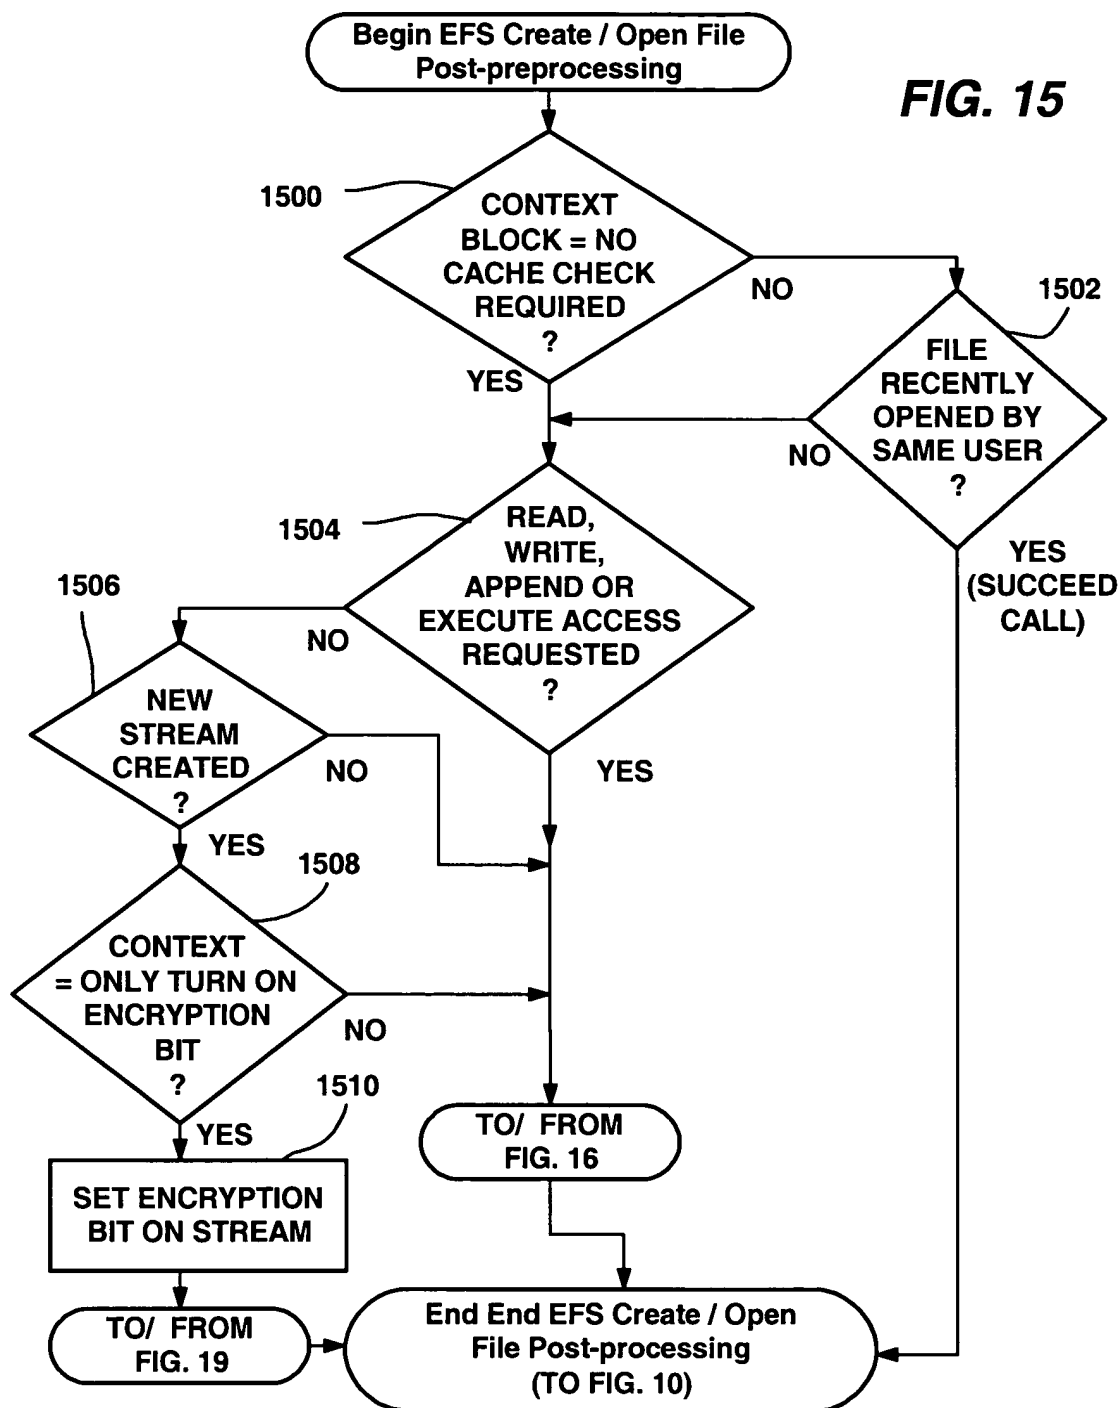 Begin EFS Create / Open File
Post-preprocessing
FIG. 15
1500
CONTEXT
BLOCK = NO
CACHE CHECK
REQUIRED
?
NO
YES
1502
FILE
RECENTLY
OPENED BY
SAME USER
?
NO
YES
(SUCCEED
CALL)
1504
READ,
WRITE,
APPEND OR
EXECUTE ACCESS
REQUESTED
?
NO
YES
1506
NEW
STREAM
CREATED
?
NO
YES
1508
CONTEXT
= ONLY TURN ON
ENCRYPTION
BIT
?
NO
YES
1510
SET ENCRYPTION
BIT ON STREAM
TO/ FROM
FIG. 16
TO/ FROM
FIG. 19
End End EFS Create / Open
File Post-processing
(TO FIG. 10)